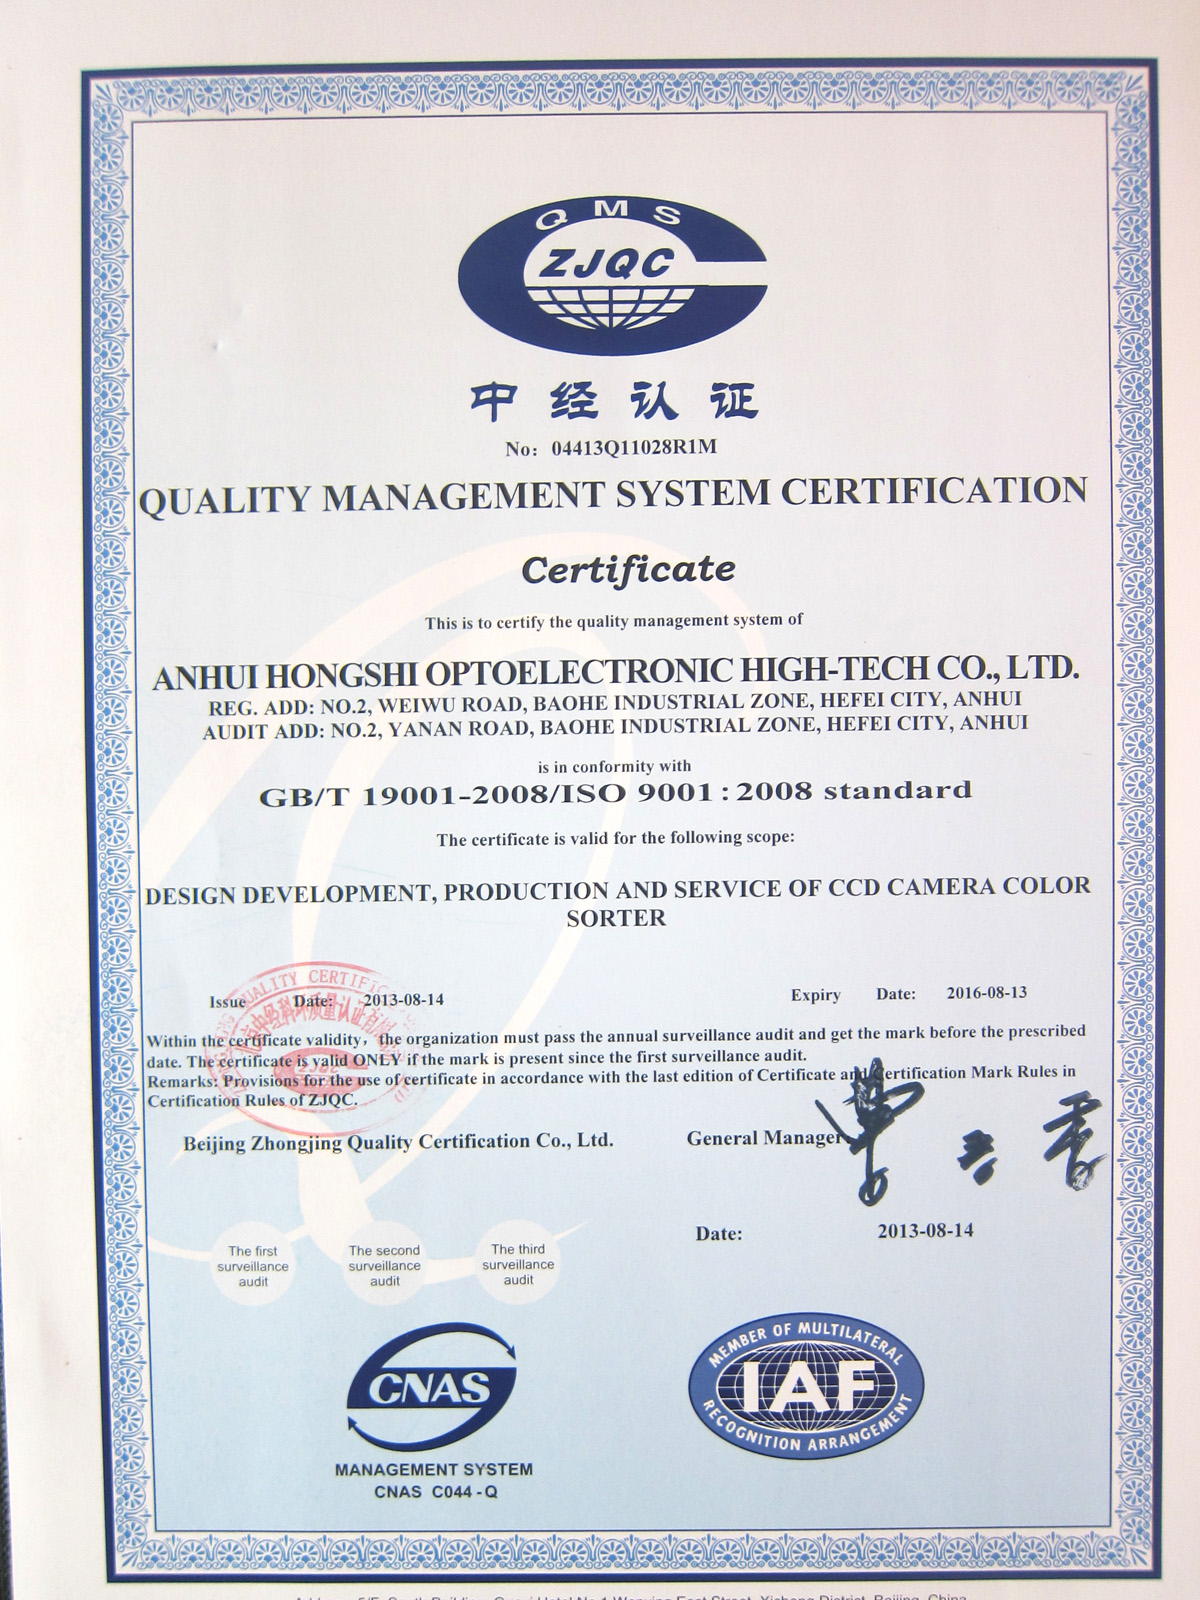 QMS
ZJQC
中经认证
No: 04413Q11028R1M
QUALITY MANAGEMENT SYSTEM CERTIFICATION
Certificate
This is to certify the quality management system of
ANHUI HONGSHI OPTOELECTRONIC HIGH-TECH CO., LTD.
REG. ADD: NO.2, WEIWU ROAD, BAOHE INDUSTRIAL ZONE, HEFEI CITY, ANHUI
AUDIT ADD: NO.2, YANAN ROAD, BAOHE INDUSTRIAL ZONE, HEFEI CITY, ANHUI
is in conformity with
GB/T 19001-2008/ISO 9001:2008 standard
The certificate is valid for the following scope:
DESIGN DEVELOPMENT, PRODUCTION AND SERVICE OF CCD CAMERA COLOR
SORTER
Issue Date: 2013-08-14 Expiry Date: 2016-08-13
Within the certificate validity, the organization must pass the annual surveillance audit and get the mark before the prescribed
date. The certificate is valid ONLY if the mark is present since the first surveillance audit.
Remarks: Provisions for the use of certificate in accordance with the last edition of Certificate and Certification Mark Rules in
Certification Rules of ZJQC.
Beijing Zhongjing Quality Certification Co., Ltd. General Manager
Date: 2013-08-14
The first surveillance audit
The second surveillance audit
The third surveillance audit
CNAS
MANAGEMENT SYSTEM
CNAS C044-Q
MEMBER OF MULTILATERAL
IAF
RECOGNITION ARRANGEMENT